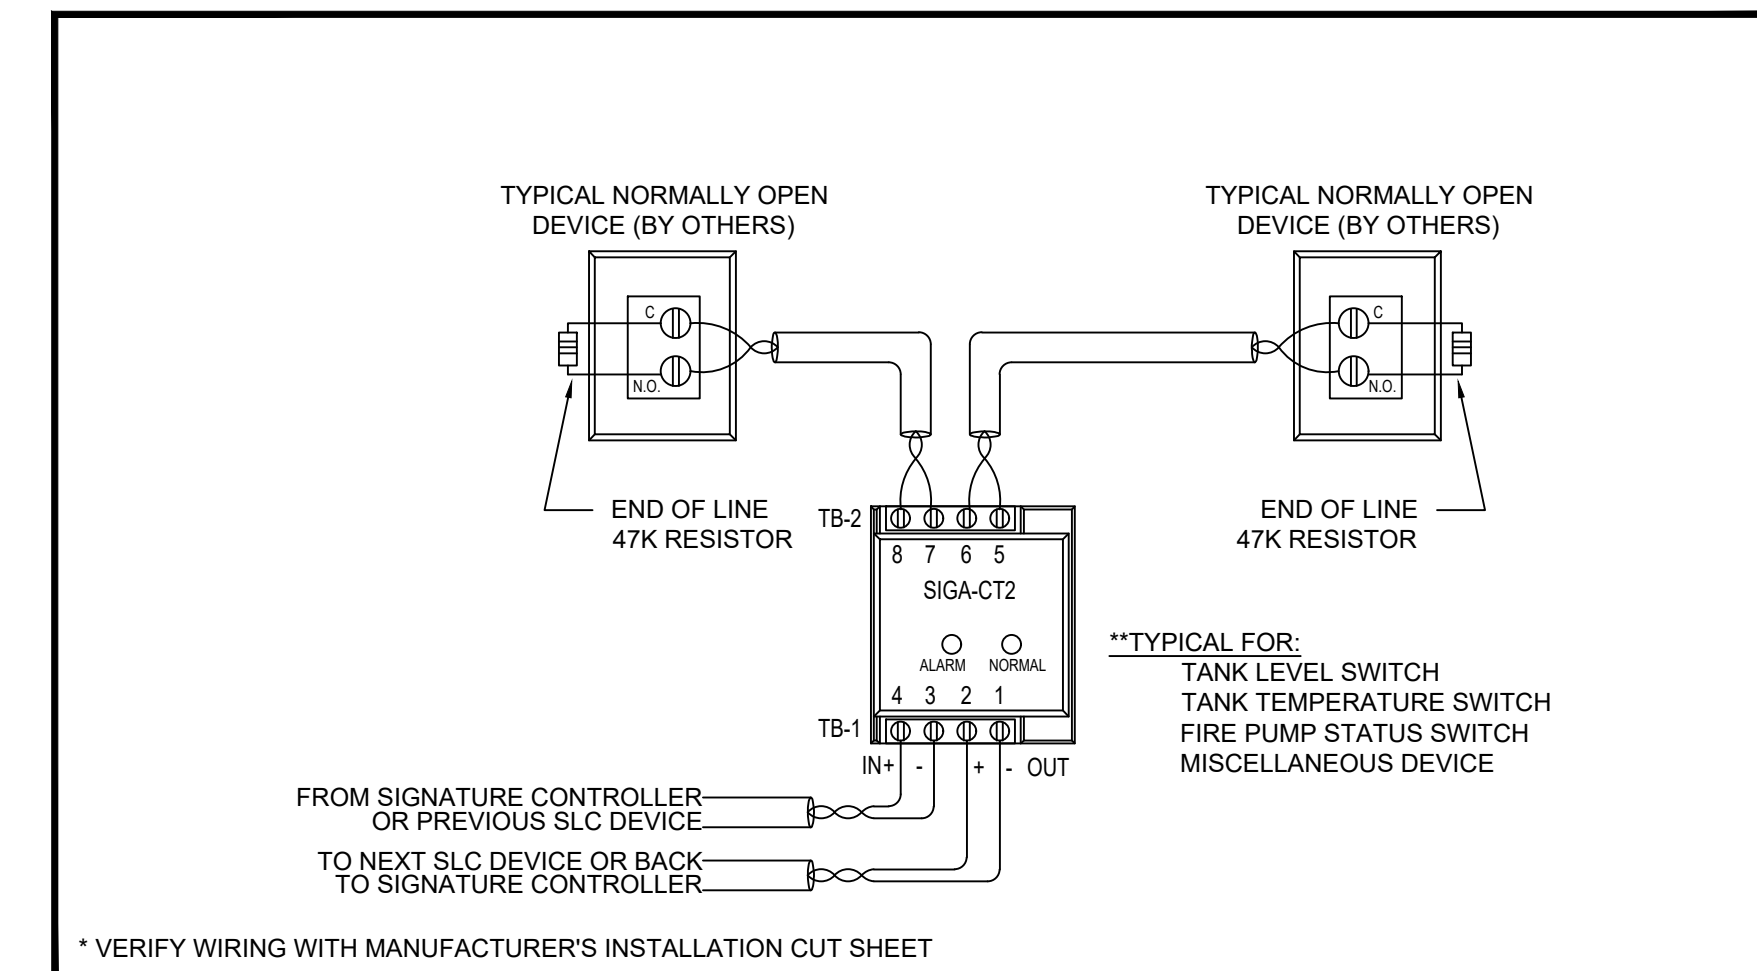 TYPICAL NORMALLY OPEN
DEVICE (BY OTHERS)
TYPICAL NORMALLY OPEN
DEVICE (BY OTHERS)
C
N.O.
C
N.O.
END OF LINE
47K RESISTOR
END OF LINE
47K RESISTOR
TB-2
8 7 6 5
SIGA-CT2
ALARM NORMAL
4 3 2 1
TB-1
IN+ - + - OUT
**TYPICAL FOR:
TANK LEVEL SWITCH
TANK TEMPERATURE SWITCH
FIRE PUMP STATUS SWITCH
MISCELLANEOUS DEVICE
FROM SIGNATURE CONTROLLER
OR PREVIOUS SLC DEVICE
TO NEXT SLC DEVICE OR BACK
TO SIGNATURE CONTROLLER
* VERIFY WIRING WITH MANUFACTURER'S INSTALLATION CUT SHEET